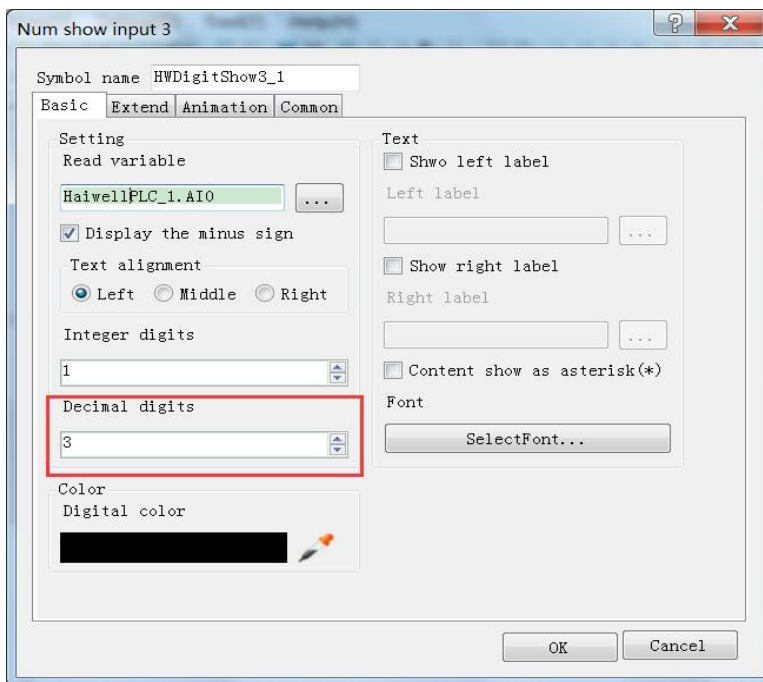 Num show input 3
Symbol name HWDigitShow3_1
Basic Extend Animation Common
Setting
Read variable
HaiwellPLC_1.AI0
...
Display the minus sign
Text alignment
Left Middle Right
Integer digits
1
Decimal digits
3
Color
Digital color
Text
Shwo left label
Left label
...
Show right label
Right label
...
Content show as asterisk(*)
Font
SelectFont...
OK Cancel